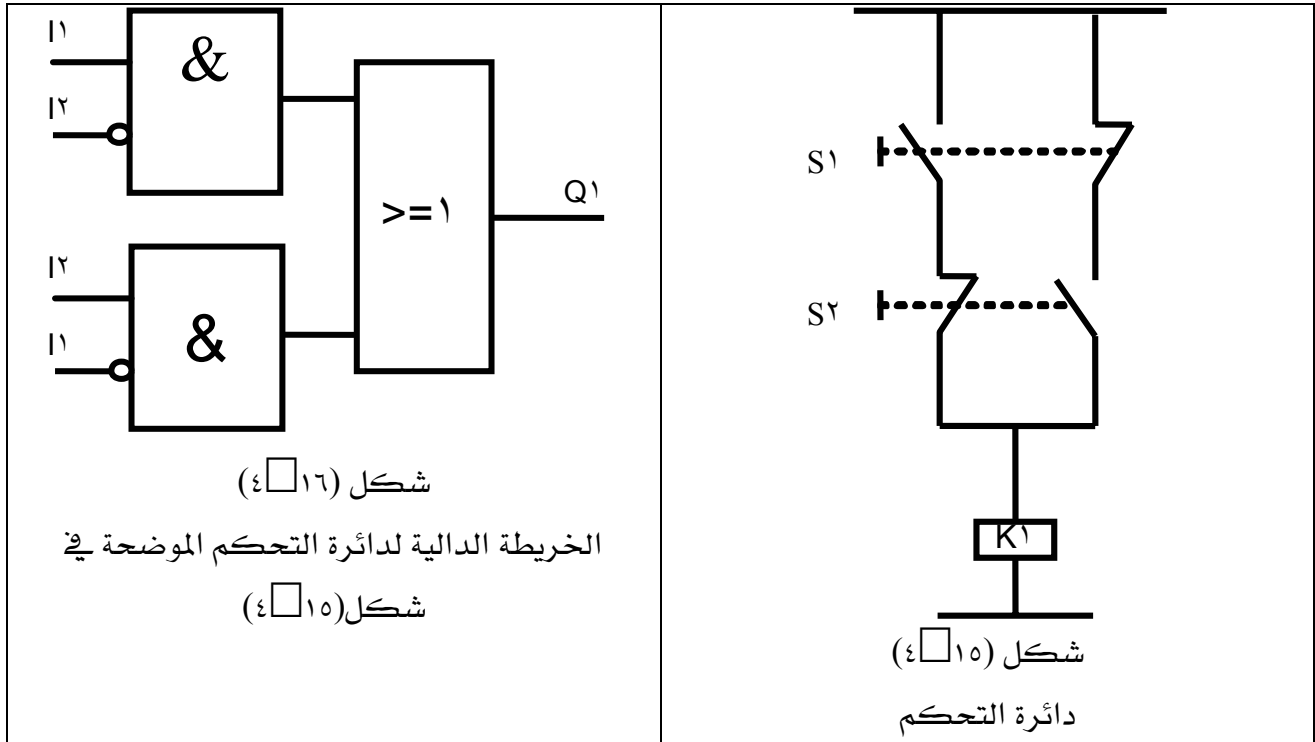 S١
S٢
K١
شكل (١٥□٤)
دائرة التحكم
I١
&
I٢
>=١
Q١
I٢
&
I١
شكل (١٦□٤)
الخريطة الدالية لدائرة التحكم الموضحة في
شكل(١٥□٤)